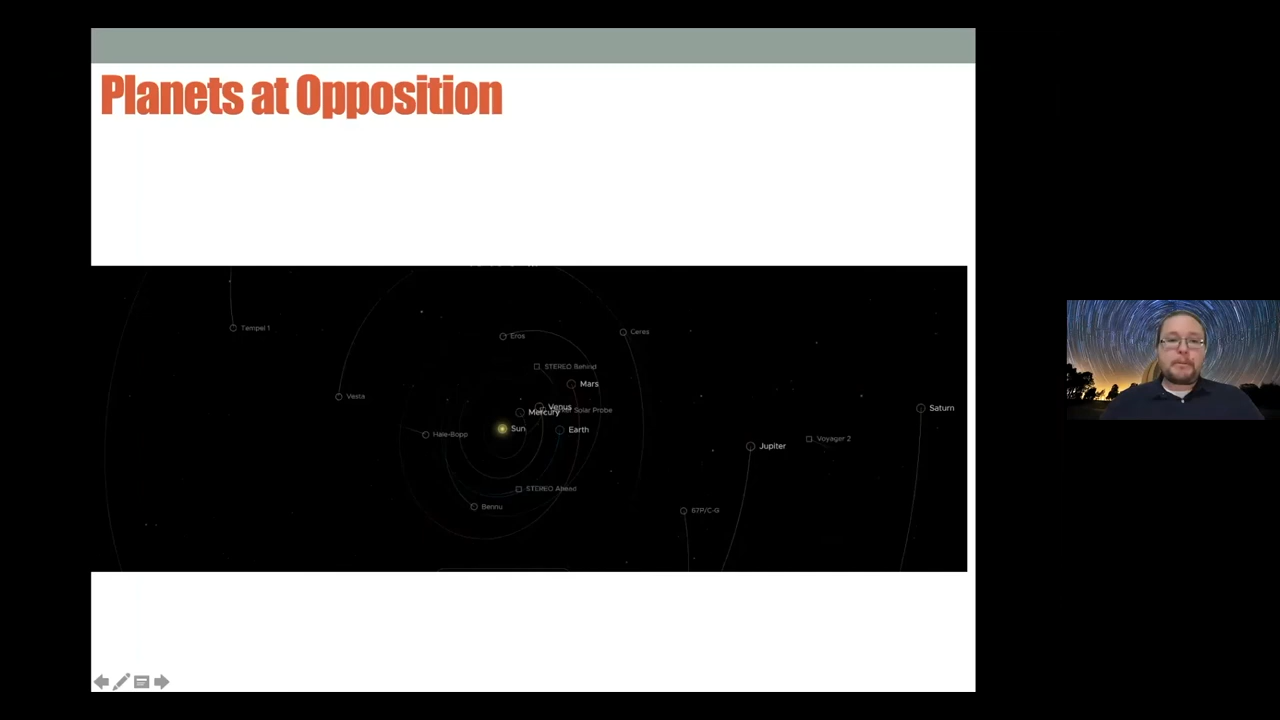 Planets at Opposition
Tempel 1
Eros
Ceres
STEREO Behind
Mars
Vesta
Venus
Mercury
Solar Probe
Saturn
Sun
Earth
Hale-Bopp
Voyager 2
Jupiter
STEREO Ahead
Bennu
67P/C-G